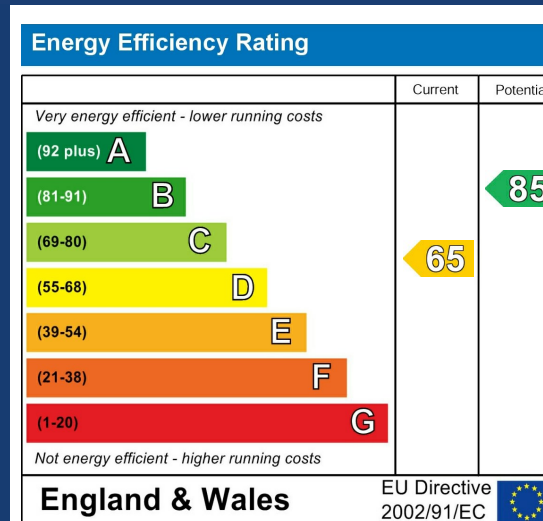 Energy Efficiency Rating
Current Potentia
Very energy efficient - lower running costs
(92 plus) A
(81-91) B
85
(69-80) C
65
(55-68) D
(39-54) E
(21-38) F
(1-20) G
Not energy efficient - higher running costs
England & Wales
EU Directive
2002/91/EC